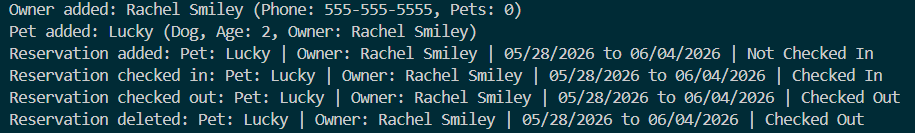 Owner added: Rachel Smiley (Phone: 555-555-5555, Pets: 0)
Pet added: Lucky (Dog, Age: 2, Owner: Rachel Smiley)
Reservation added: Pet: Lucky | Owner: Rachel Smiley | 05/28/2026 to 06/04/2026 | Not Checked In
Reservation checked in: Pet: Lucky | Owner: Rachel Smiley | 05/28/2026 to 06/04/2026 | Checked In
Reservation checked out: Pet: Lucky | Owner: Rachel Smiley | 05/28/2026 to 06/04/2026 | Checked Out
Reservation deleted: Pet: Lucky | Owner: Rachel Smiley | 05/28/2026 to 06/04/2026 | Checked Out